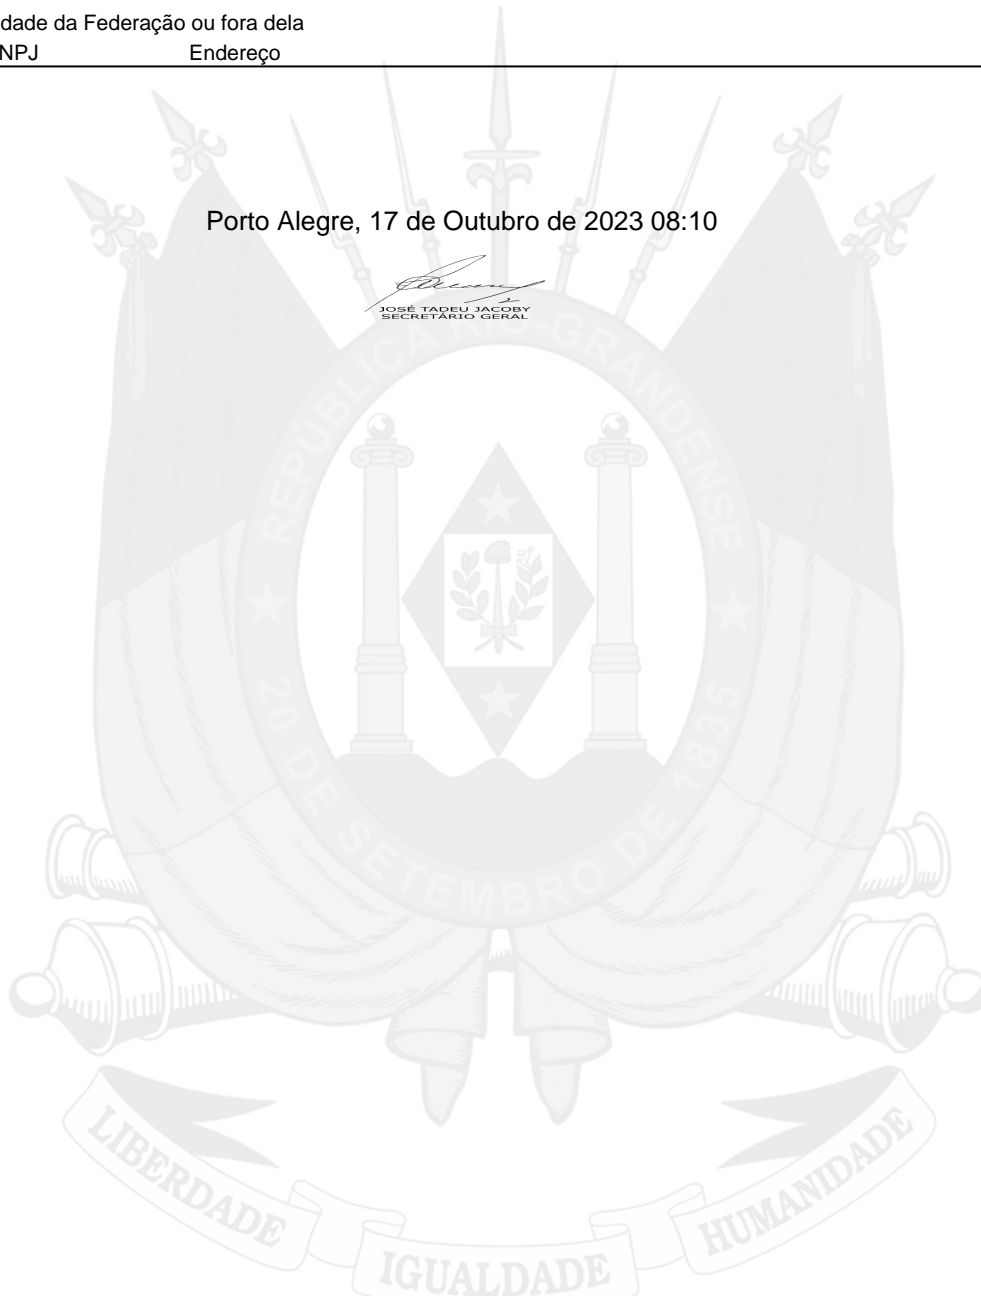 dade da Federação ou fora dela
NPJ Endereço
Porto Alegre, 17 de Outubro de 2023 08:10
JOSÉ TADEU JACOBY
SECRETÁRIO GERAL
REPÚBLICA RIO-GRANDENSE
20 DE SETEMBRO DE 1835
LIBERDADE
IGUALDADE
HUMANIDADE